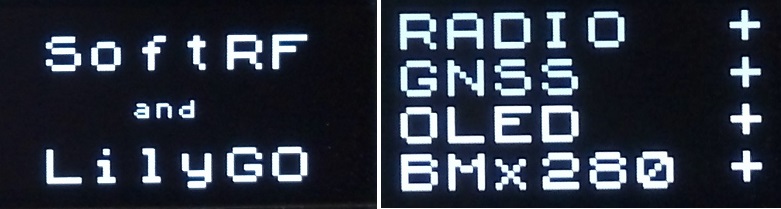 SoftRF
and
LilyGO
RADIO +
GNSS +
OLED +
BMx280 +